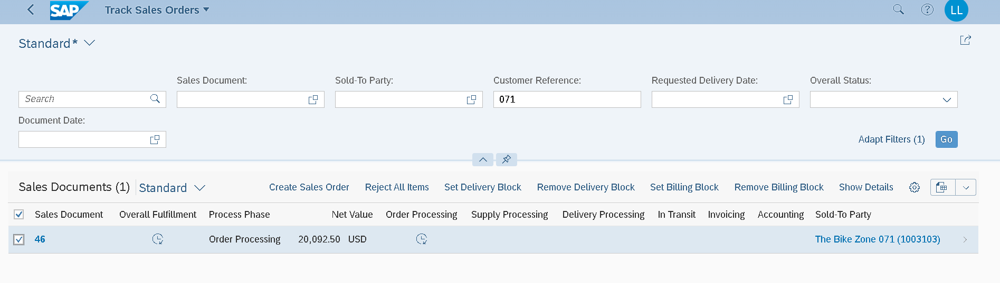 SAP Track Sales Orders ? LL
Standard*
Sales Document: Sold-To Party: Customer Reference: Requested Delivery Date: Overall Status:
Search 071
Document Date:
Adapt Filters (1) Go
Sales Documents (1) Standard Create Sales Order Reject All Items Set Delivery Block Remove Delivery Block Set Billing Block Remove Billing Block Show Details
Sales Document Overall Fulfillment Process Phase Net Value Order Processing Supply Processing Delivery Processing In Transit Invoicing Accounting Sold-To Party
46 Order Processing 20,092.50 USD The Bike Zone 071 (1003103)